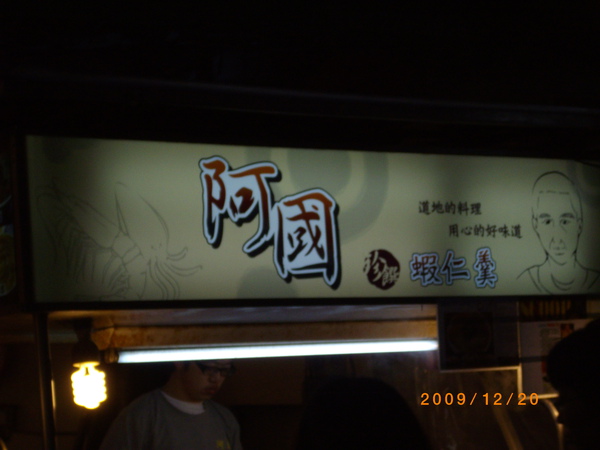 阿國
道地的料理
用心的好味道
珍饌
蝦仁羹
2009/12/20